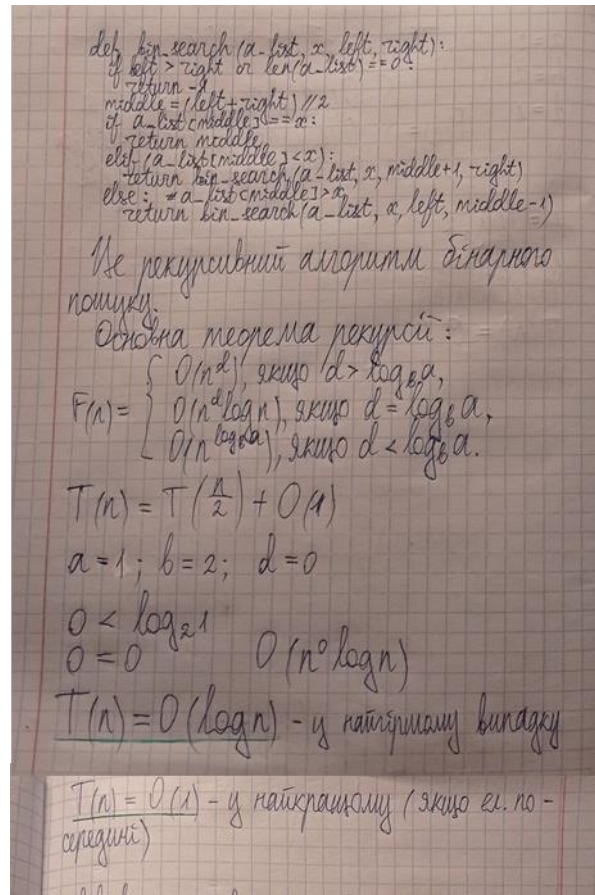 def bin_search(a_list, x, left, right):
if left > right or len(a_list) == 0:
return -1
middle = (left + right) // 2
if a_list[middle] == x:
return middle
elif (a_list[middle] < x):
return bin_search(a_list, x, middle+1, right)
else: # a_list[middle] > x
return bin_search(a_list, x, left, middle-1)
Це рекурсивний алгоритм бінарного
пошуку.
Основна теорема рекурсії:
O(n^d), якщо d > log_b a,
F(n) = { O(n^d log n), якщо d = log_b a,
O(n^(log_b a)), якщо d < log_b a.
T(n) = T(n/2) + O(1)
a = 1; b = 2; d = 0
0 < log₂1
0 = 0 O(n⁰ log n)
T(n) = O(log n) - у найгіршому випадку
T(n) = O(1) - у найкращому (якщо ел. по-
середині)